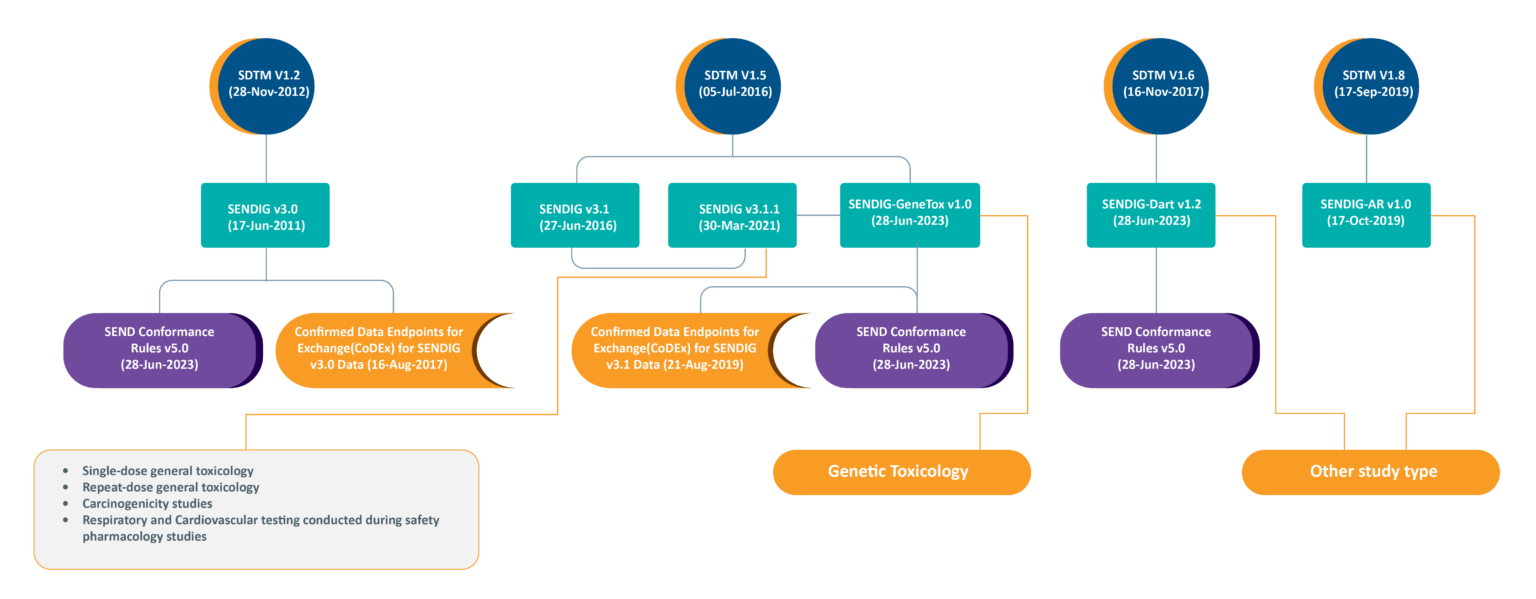 SDTM V1.2
(28-Nov-2012)
SDTM V1.5
(05-Jul-2016)
SDTM V1.6
(16-Nov-2017)
SDTM V1.8
(17-Sep-2019)
SENDIG v3.0
(17-Jun-2011)
SENDIG v3.1
(27-Jun-2016)
SENDIG v3.1.1
(30-Mar-2021)
SENDIG-GeneTox v1.0
(28-Jun-2023)
SENDIG-Dart v1.2
(28-Jun-2023)
SENDIG-AR v1.0
(17-Oct-2019)
SEND Conformance
Rules v5.0
(28-Jun-2023)
Confirmed Data Endpoints for
Exchange(CoDEx) for SENDIG
v3.0 Data (16-Aug-2017)
Confirmed Data Endpoints for
Exchange(CoDEx) for SENDIG
v3.1 Data (21-Aug-2019)
SEND Conformance
Rules v5.0
(28-Jun-2023)
SEND Conformance
Rules v5.0
(28-Jun-2023)
• Single-dose general toxicology
• Repeat-dose general toxicology
• Carcinogenicity studies
• Respiratory and Cardiovascular testing conducted during safety
pharmacology studies
Genetic Toxicology
Other study type